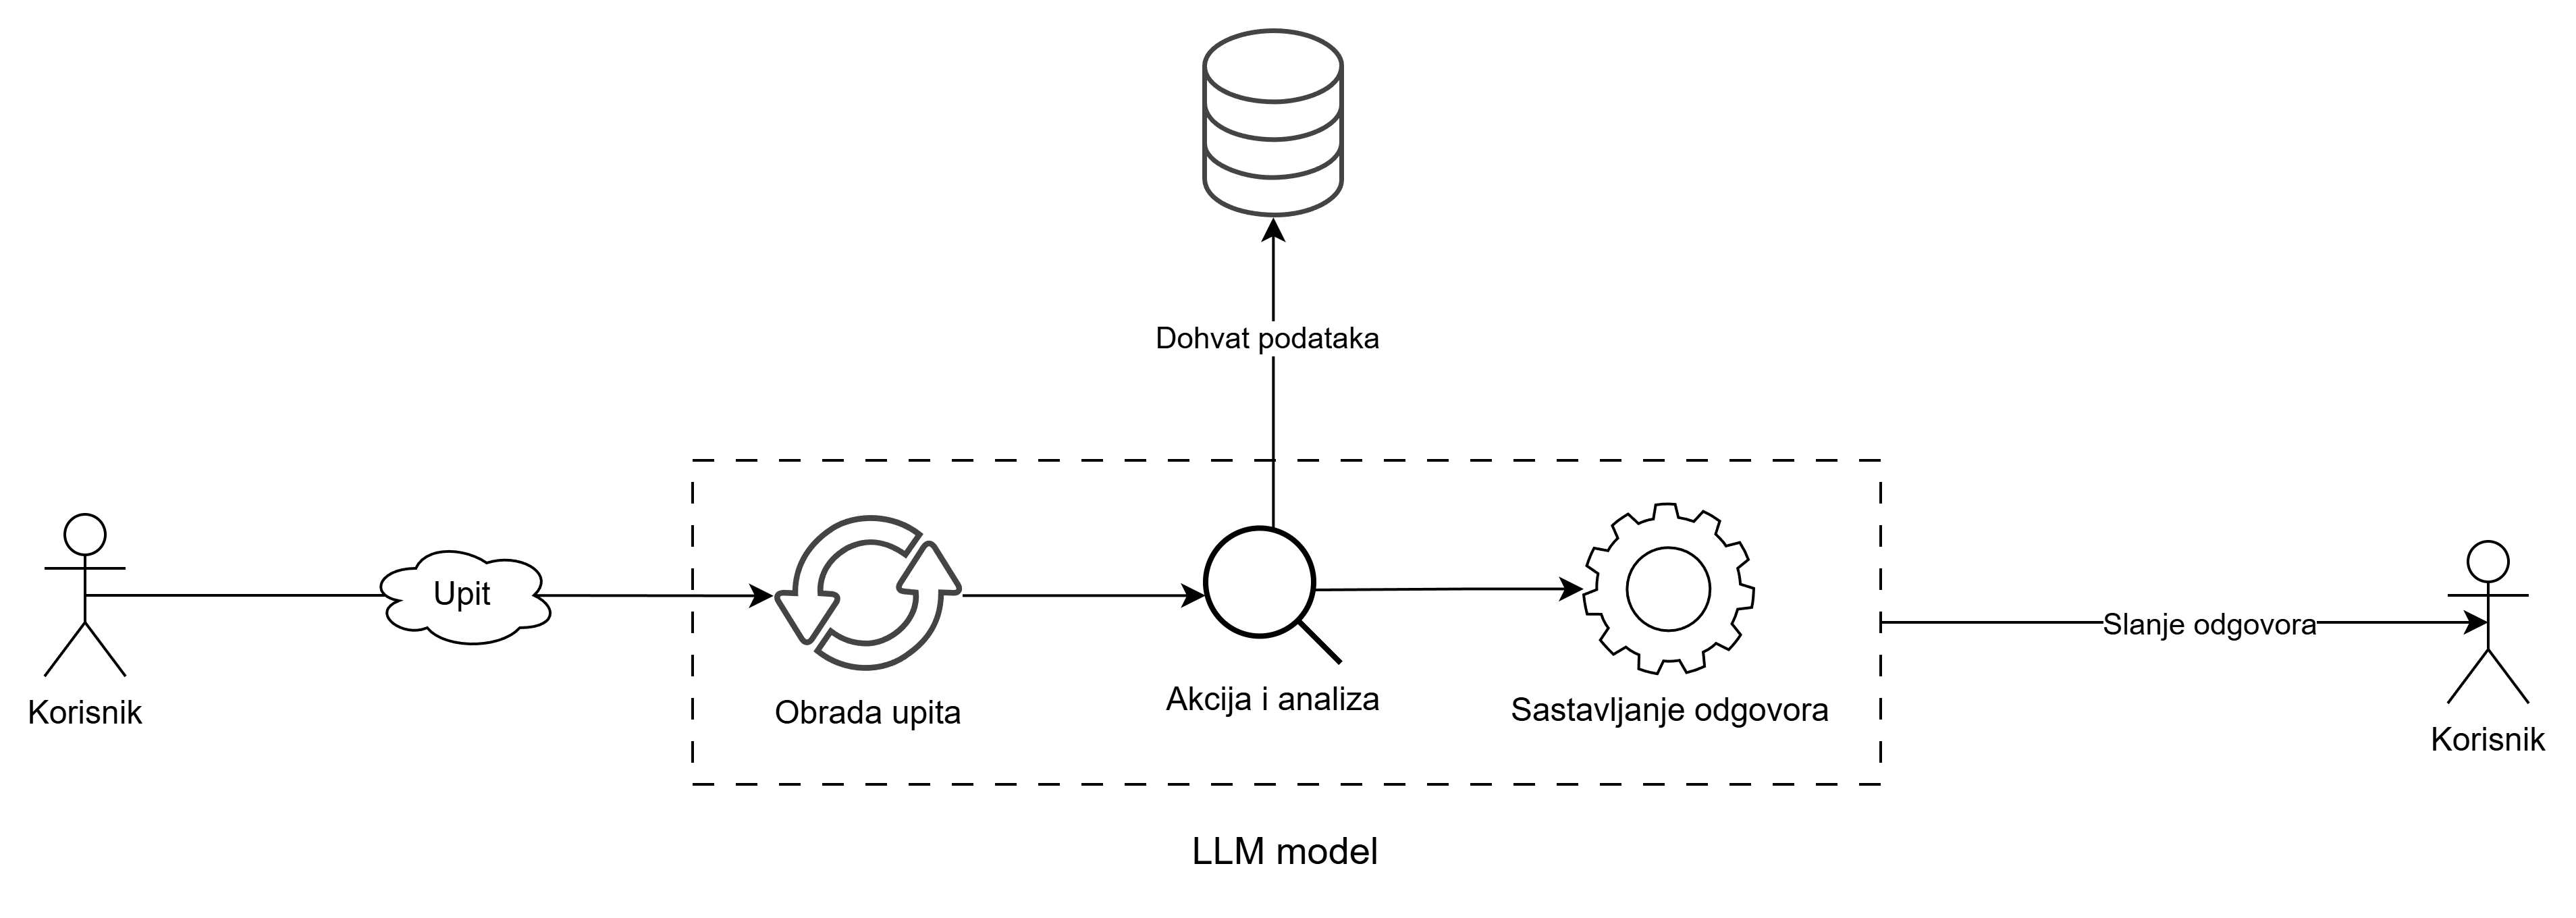 Dohvat podataka
Upit
Korisnik
Obrada upita
Akcija i analiza
Sastavljanje odgovora
Slanje odgovora
Korisnik
LLM model